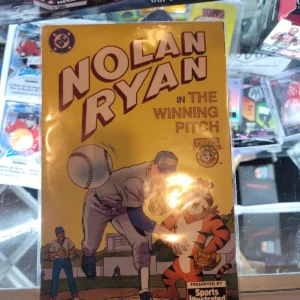 DC
NOLAN
RYAN
IN THE
WINNING
PITCH
PRESENTED BY
Sports Illustrated